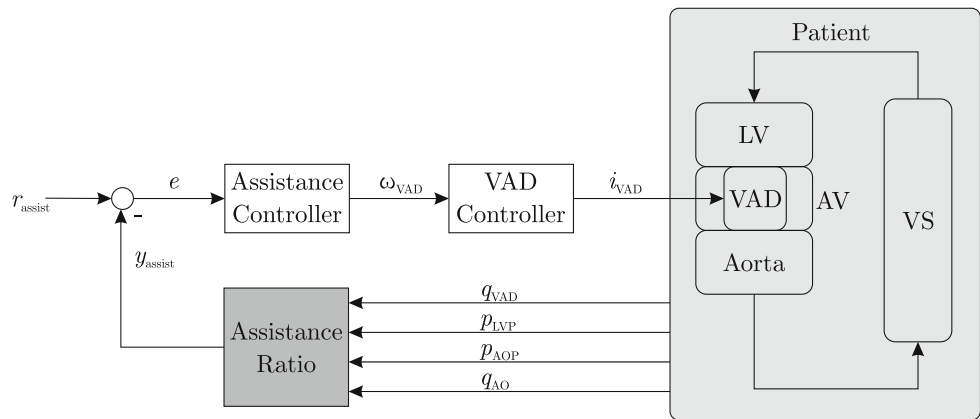 Patient
LV
r_assist
e
Assistance
Controller
ω_VAD
VAD
Controller
i_VAD
VAD
AV
VS
-
y_assist
Aorta
Assistance
Ratio
q_VAD
p_LVP
p_AOP
q_AO